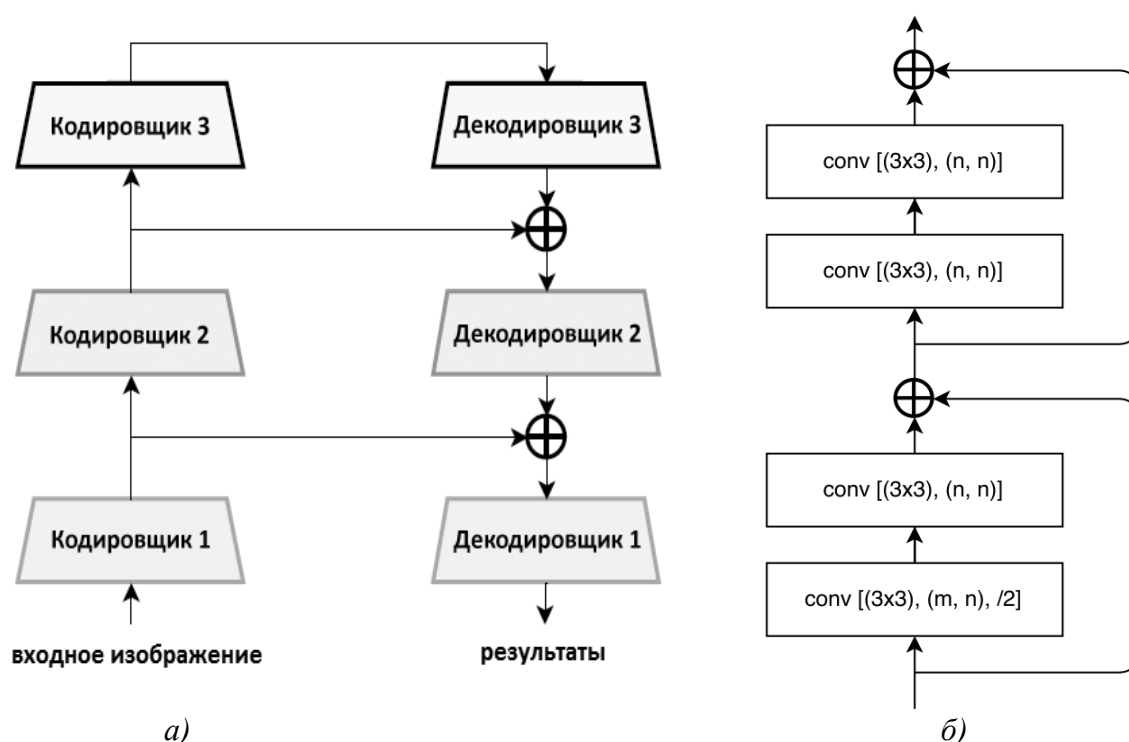 Кодировщик 3
Декодировщик 3
Кодировщик 2
Декодировщик 2
Кодировщик 1
Декодировщик 1
входное изображение
результаты
а)
conv [(3x3), (n, n)]
conv [(3x3), (n, n)]
conv [(3x3), (n, n)]
conv [(3x3), (m, n), /2]
б)